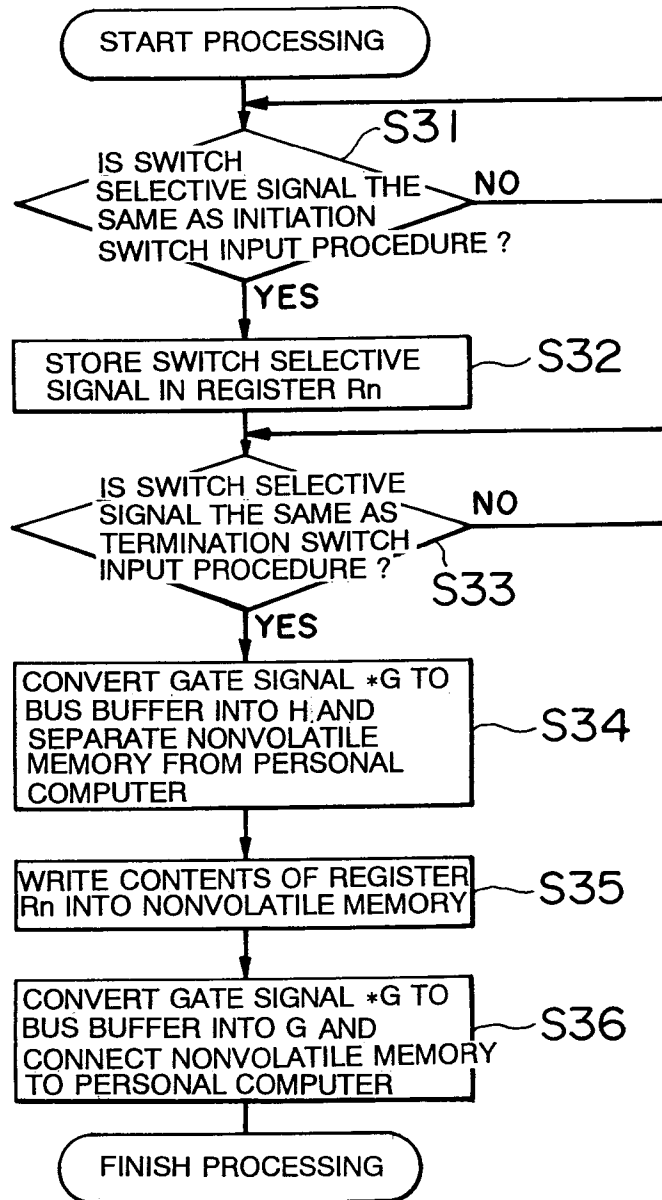 START PROCESSING
S31
IS SWITCH
SELECTIVE SIGNAL THE
SAME AS INITIATION
SWITCH INPUT PROCEDURE ?
NO
YES
STORE SWITCH SELECTIVE
SIGNAL IN REGISTER Rn
S32
IS SWITCH SELECTIVE
SIGNAL THE SAME AS
TERMINATION SWITCH
INPUT PROCEDURE ?
NO
S33
YES
CONVERT GATE SIGNAL *G TO
BUS BUFFER INTO H AND
SEPARATE NONVOLATILE
MEMORY FROM PERSONAL
COMPUTER
S34
WRITE CONTENTS OF REGISTER
Rn INTO NONVOLATILE MEMORY
S35
CONVERT GATE SIGNAL *G TO
BUS BUFFER INTO G AND
CONNECT NONVOLATILE MEMORY
TO PERSONAL COMPUTER
S36
FINISH PROCESSING